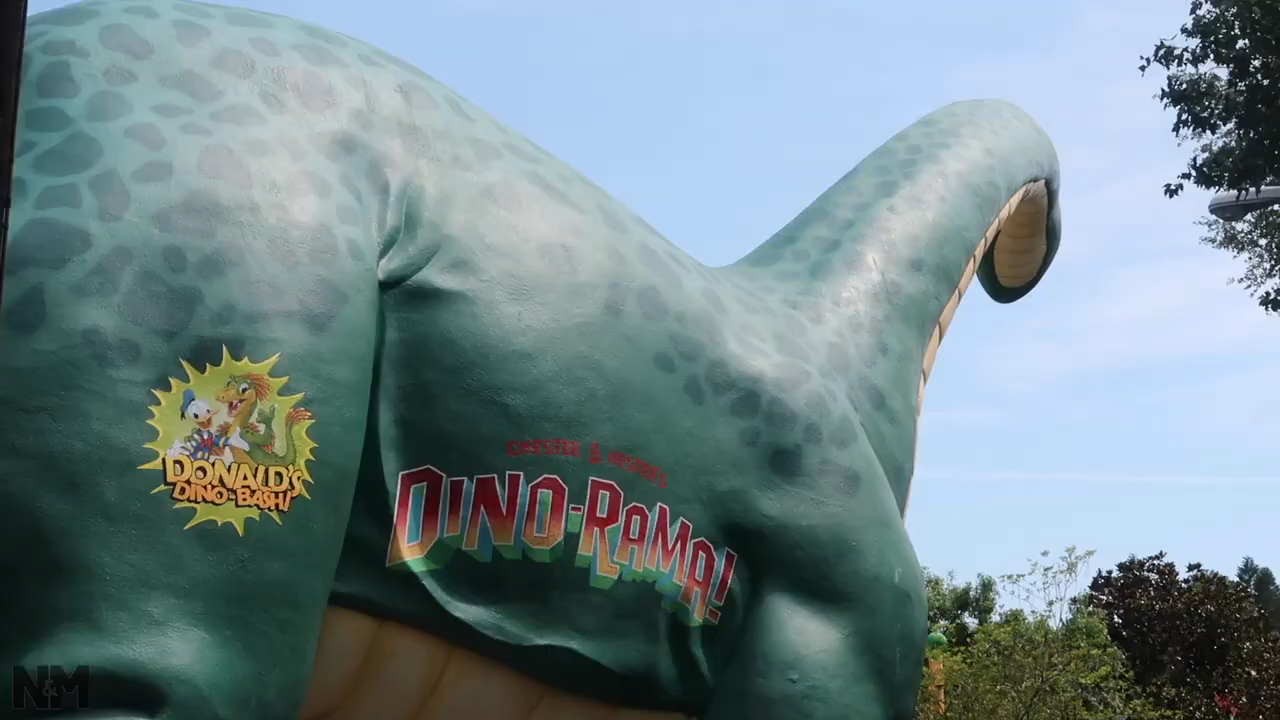 DONALD'S
DINO-BASH!
CHESTER & HESTER'S
DINO-RAMA!
N&M